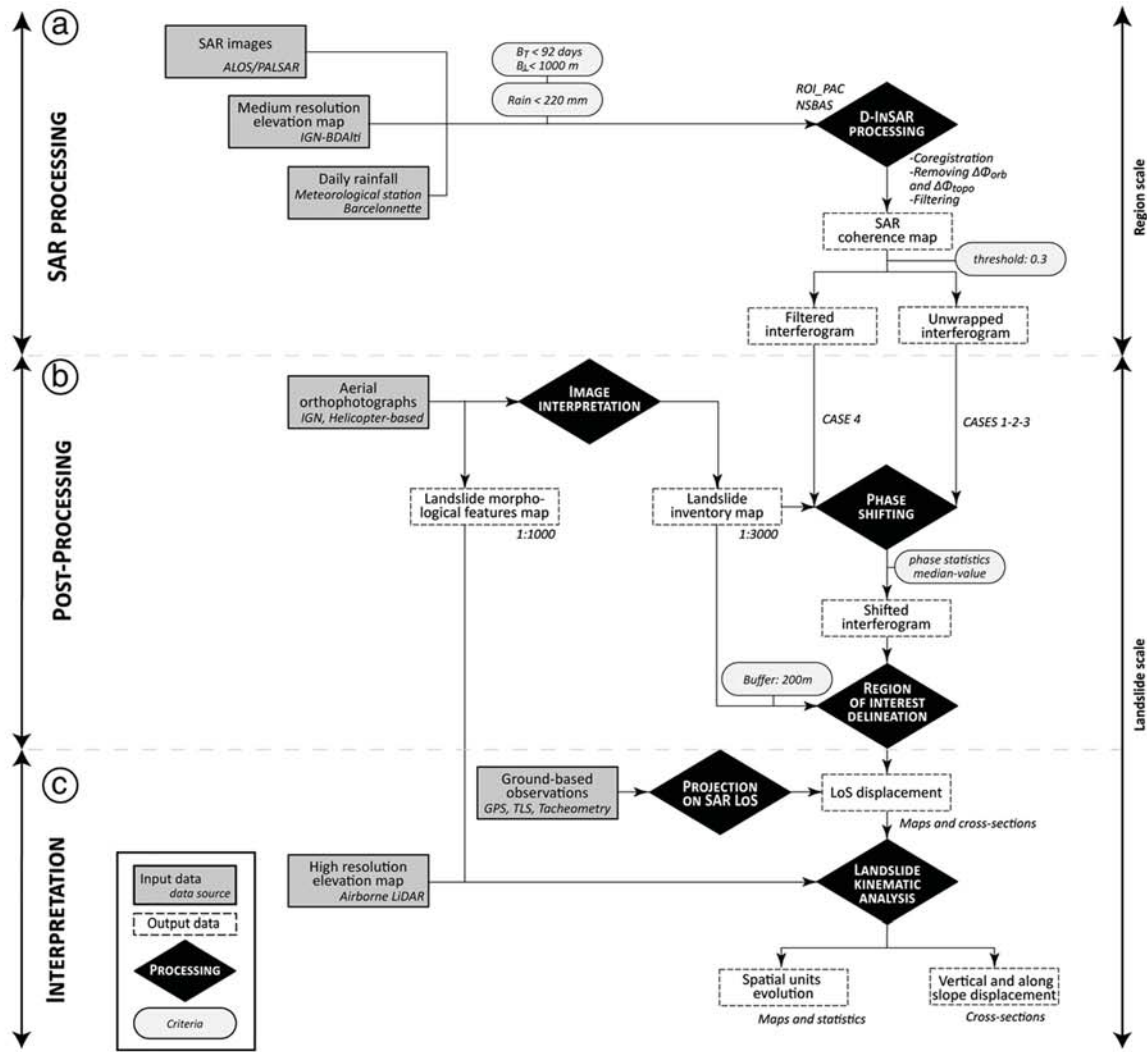 a
SAR PROCESSING
SAR images
ALOS/PALSAR
Medium resolution
elevation map
IGN-BDAlti
Daily rainfall
Meteorological station
Barcelonnette
B_T < 92 days
B_⊥ < 1000 m
Rain < 220 mm
ROI_PAC
NSBAS
D-INSAR
PROCESSING
-Coregistration
-Removing ΔΦorb
and ΔΦtopo
-Filtering
SAR
coherence map
threshold: 0.3
Filtered
interferogram
Unwrapped
interferogram
Region scale
b
POST-PROCESSING
Aerial
orthophotographs
IGN, Helicopter-based
IMAGE
INTERPRETATION
CASE 4
CASES 1-2-3
Landslide morpho-
logical features map
1:1000
Landslide
inventory map
1:3000
PHASE
SHIFTING
phase statistics
median-value
Shifted
interferogram
Buffer: 200m
REGION
OF INTEREST
DELINEATION
Landslide scale
c
INTERPRETATION
Ground-based
observations
GPS, TLS, Tacheometry
PROJECTION
ON SAR LOS
LoS displacement
Maps and cross-sections
High resolution
elevation map
Airborne LiDAR
LANDSLIDE
KINEMATIC
ANALYSIS
Spatial units
evolution
Maps and statistics
Vertical and along
slope displacement
Cross-sections
Input data
data source
Output data
PROCESSING
Criteria